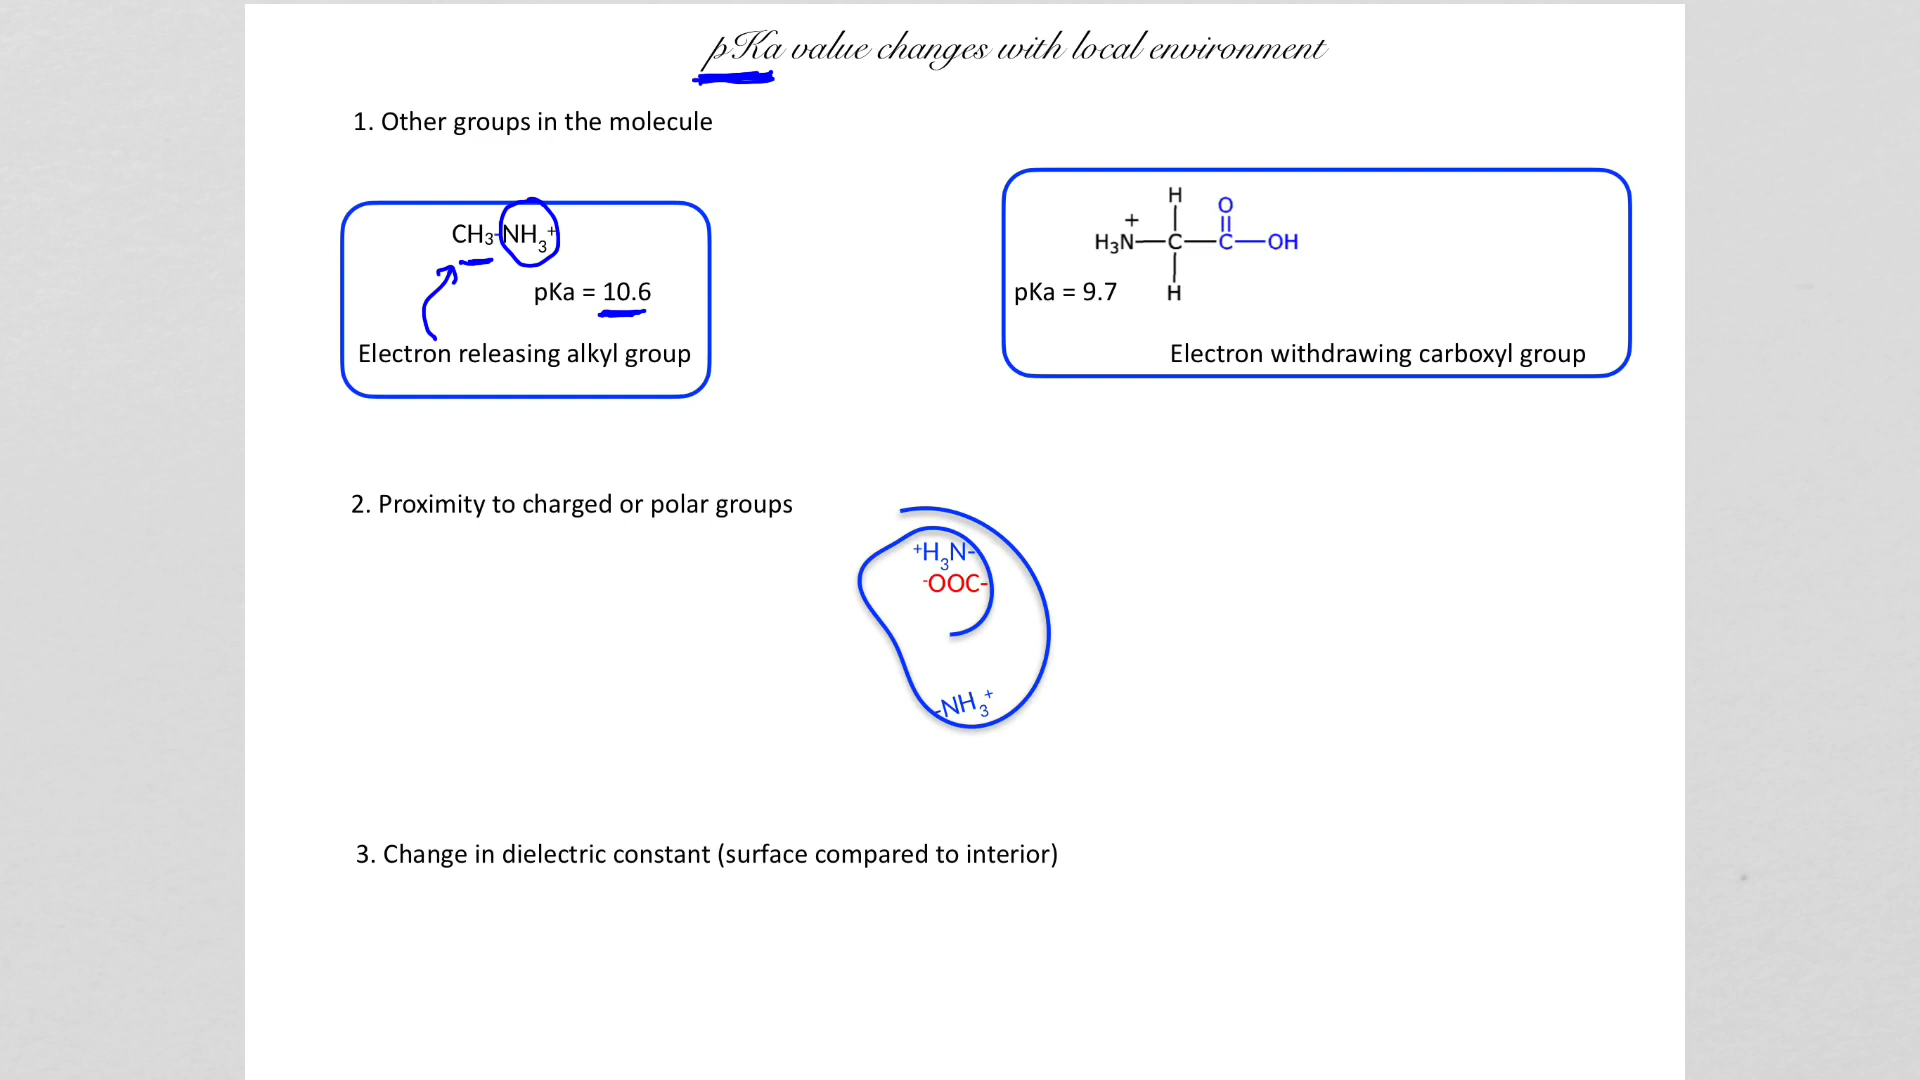 pKa value changes with local environment
1. Other groups in the molecule
CH₃-NH₃⁺
pKa = 10.6
Electron releasing alkyl group
H
O
+
H₃N—C—C—OH
pKa = 9.7
H
Electron withdrawing carboxyl group
2. Proximity to charged or polar groups
⁺H₃N-
⁻OOC-
-NH₃⁺
3. Change in dielectric constant (surface compared to interior)